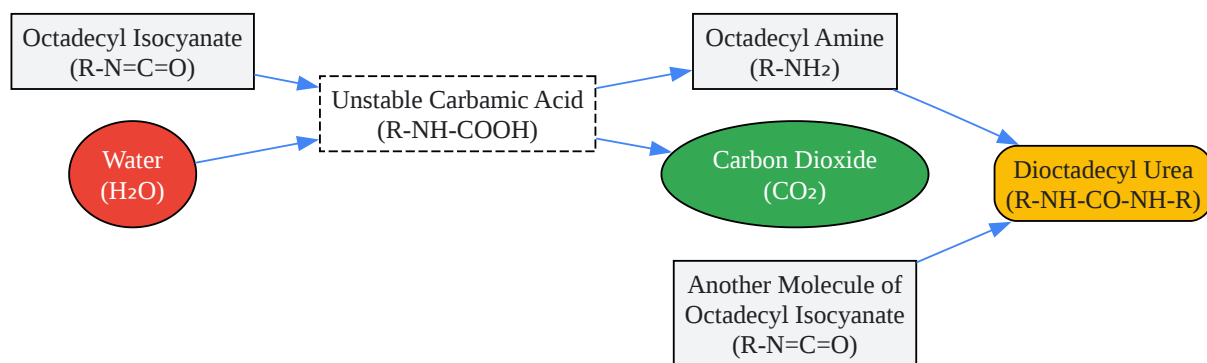 Octadecyl Isocyanate
(R-N=C=O)
Water
(H₂O)
Unstable Carbamic Acid
(R-NH-COOH)
Octadecyl Amine
(R-NH₂)
Carbon Dioxide
(CO₂)
Another Molecule of
Octadecyl Isocyanate
(R-N=C=O)
Dioctadecyl Urea
(R-NH-CO-NH-R)